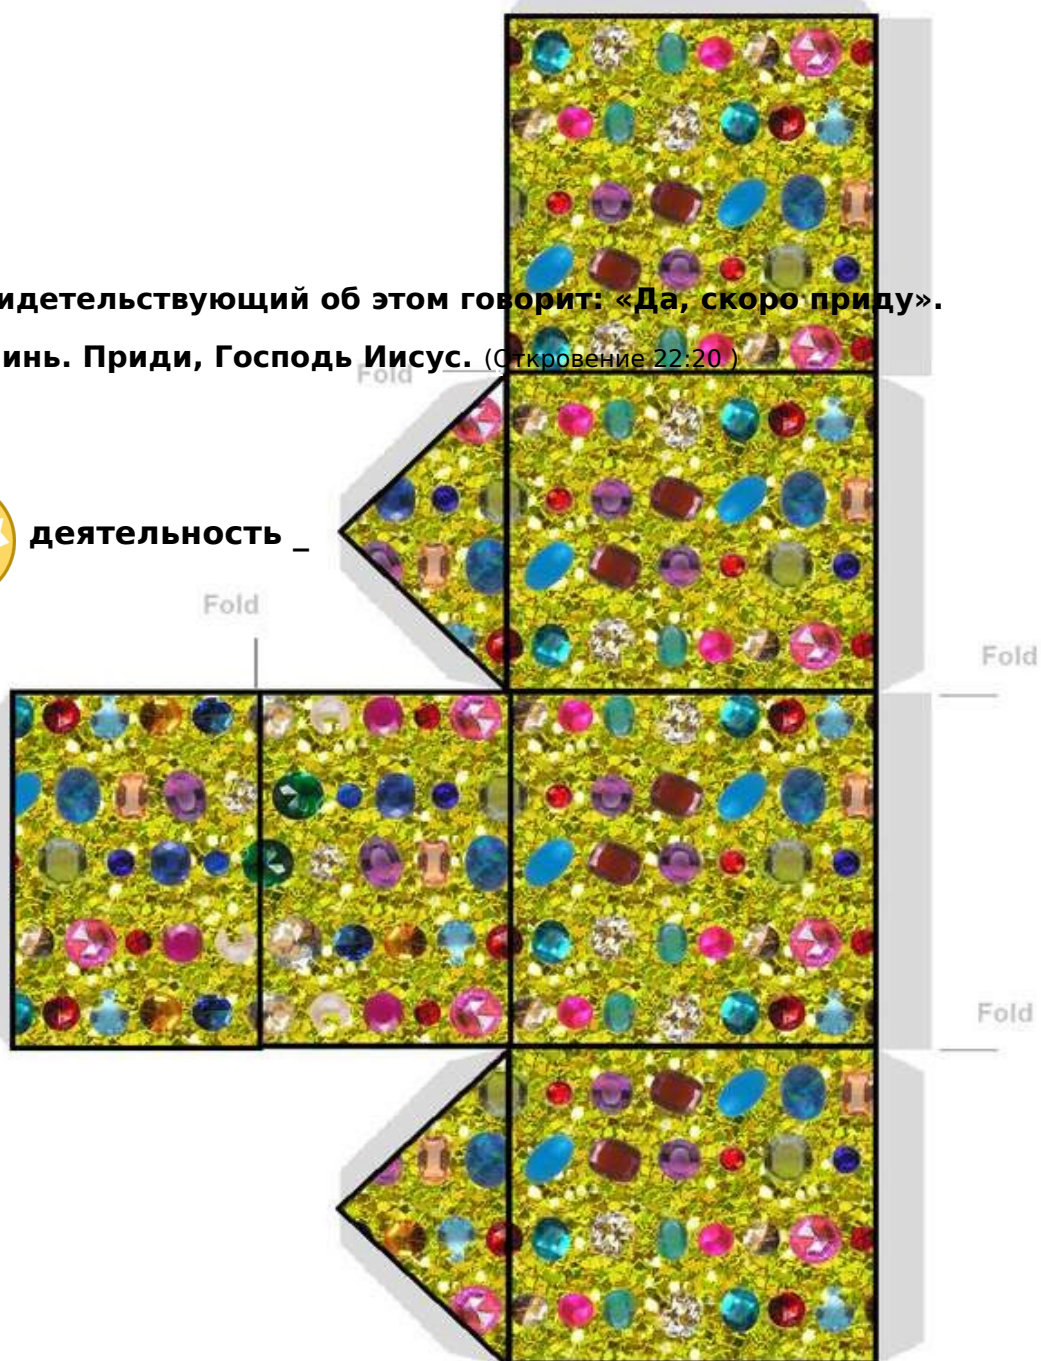 идетельствующий об этом говорит: «Да, скоро приду».
инь. Приди, Господь Иисус. (Откровение 22:20 )
Fold
деятельность _
Fold
Fold
Fold